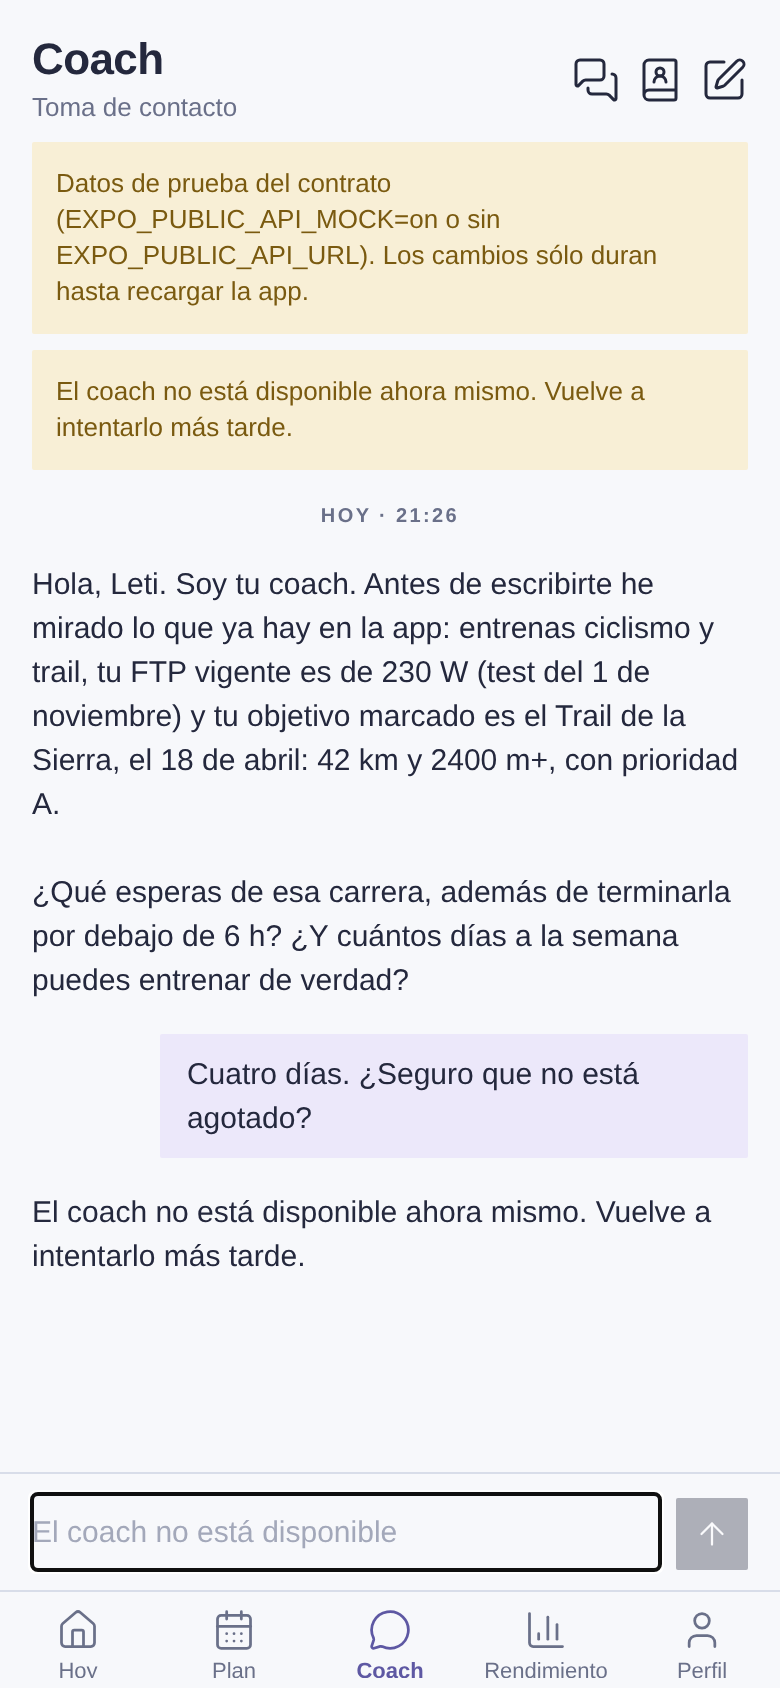 Coach
Toma de contacto
Datos de prueba del contrato
(EXPO_PUBLIC_API_MOCK=on o sin
EXPO_PUBLIC_API_URL). Los cambios sólo duran
hasta recargar la app.
El coach no está disponible ahora mismo. Vuelve a
intentarlo más tarde.
HOY · 21:26
Hola, Leti. Soy tu coach. Antes de escribirte he
mirado lo que ya hay en la app: entrenas ciclismo y
trail, tu FTP vigente es de 230 W (test del 1 de
noviembre) y tu objetivo marcado es el Trail de la
Sierra, el 18 de abril: 42 km y 2400 m+, con prioridad
A.
¿Qué esperas de esa carrera, además de terminarla
por debajo de 6 h? ¿Y cuántos días a la semana
puedes entrenar de verdad?
Cuatro días. ¿Seguro que no está
agotado?
El coach no está disponible ahora mismo. Vuelve a
intentarlo más tarde.
El coach no está disponible
Hoy
Plan
Coach
Rendimiento
Perfil